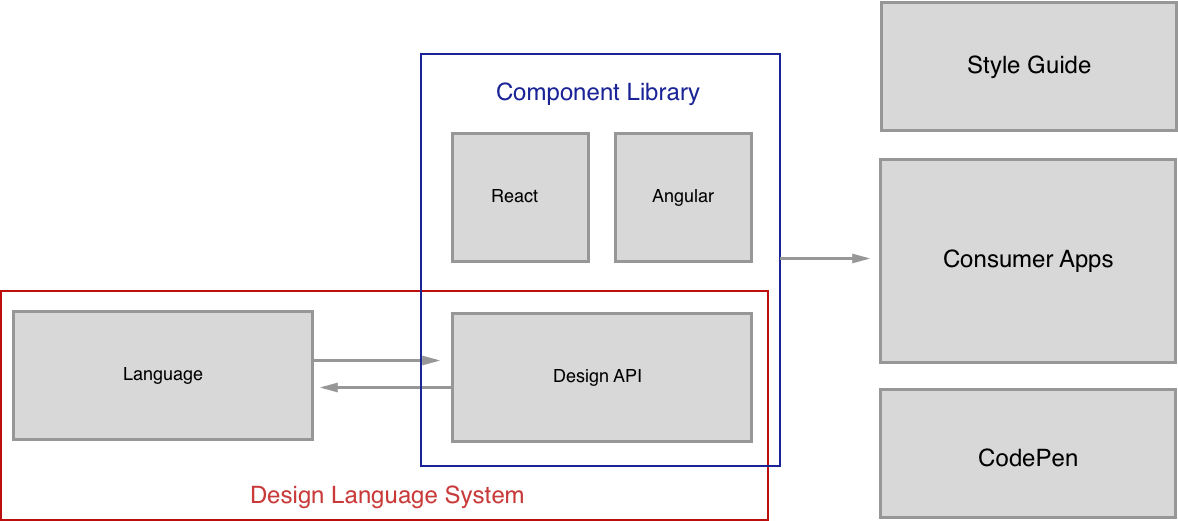 Style Guide
Component Library
React
Angular
Consumer Apps
Language
Design API
CodePen
Design Language System